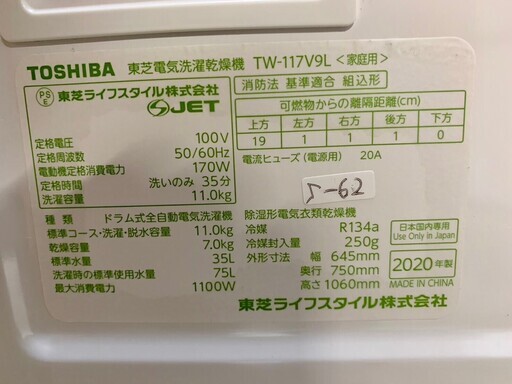 TOSHIBA 東芝電気洗濯乾燥機 TW-117V9L <家庭用>
PS E 東芝ライフスタイル株式会社
S JET
定格電圧 100V
定格周波数 50/60Hz
電動機定格消費電力 170W
定格時間 洗いのみ 35分
洗濯容量 11.0kg
消防法 基準適合 組込形
可燃物からの離隔距離(cm)
上方 左方 右方 後方 下方
19 1 1 1 0
電流ヒューズ(電源用) 20A
J-62
種 類 ドラム式全自動電気洗濯機
標準コース・洗濯・脱水容量 11.0kg
乾燥容量 7.0kg
標準水量 35L
洗濯時の標準使用水量 75L
最大消費電力 1100W
除湿形電気衣類乾燥機
冷媒 R134a
冷媒封入量 250g
外形寸法 幅 645mm
奥行 750mm
高さ 1060mm
日本国内専用
Use Only in Japan
2020年製
MADE IN CHINA
東芝ライフスタイル株式会社